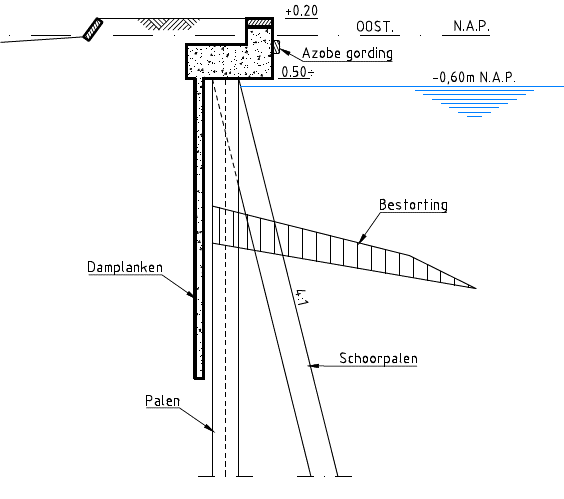 +0.20
OOST.
N.A.P.
Azobe gording
0.50÷
-0,60m N.A.P.
Bestorting
Damplanken
4:1
Schoorpalen
Palen